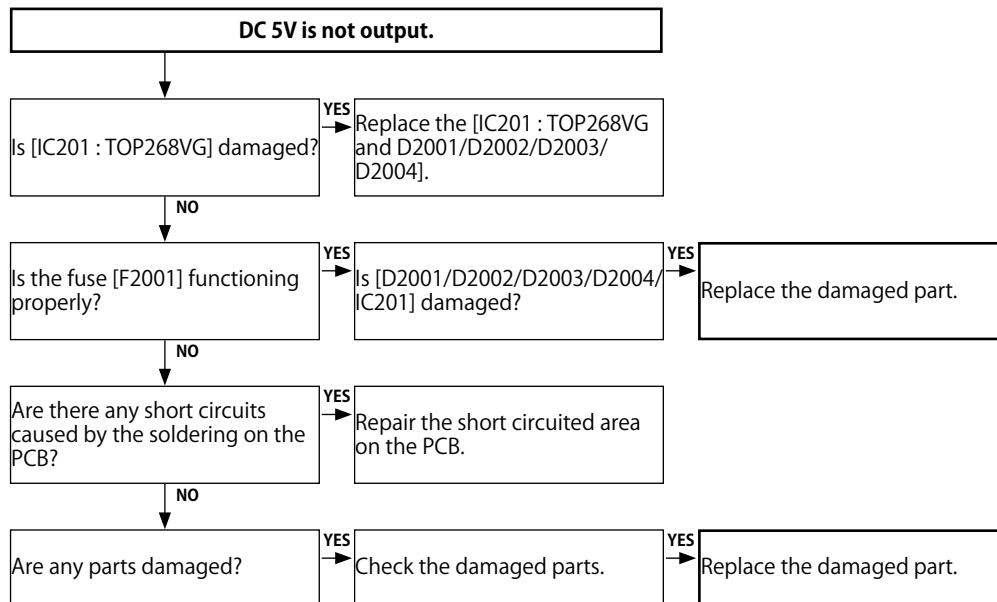 DC 5V is not output.
Is [IC201 : TOP268VG] damaged?
YES
Replace the [IC201 : TOP268VG
and D2001/D2002/D2003/
D2004].
NO
Is the fuse [F2001] functioning
properly?
YES
Is [D2001/D2002/D2003/D2004/
IC201] damaged?
YES
Replace the damaged part.
NO
Are there any short circuits
caused by the soldering on the
PCB?
YES
Repair the short circuited area
on the PCB.
NO
Are any parts damaged?
YES
Check the damaged parts.
YES
Replace the damaged part.